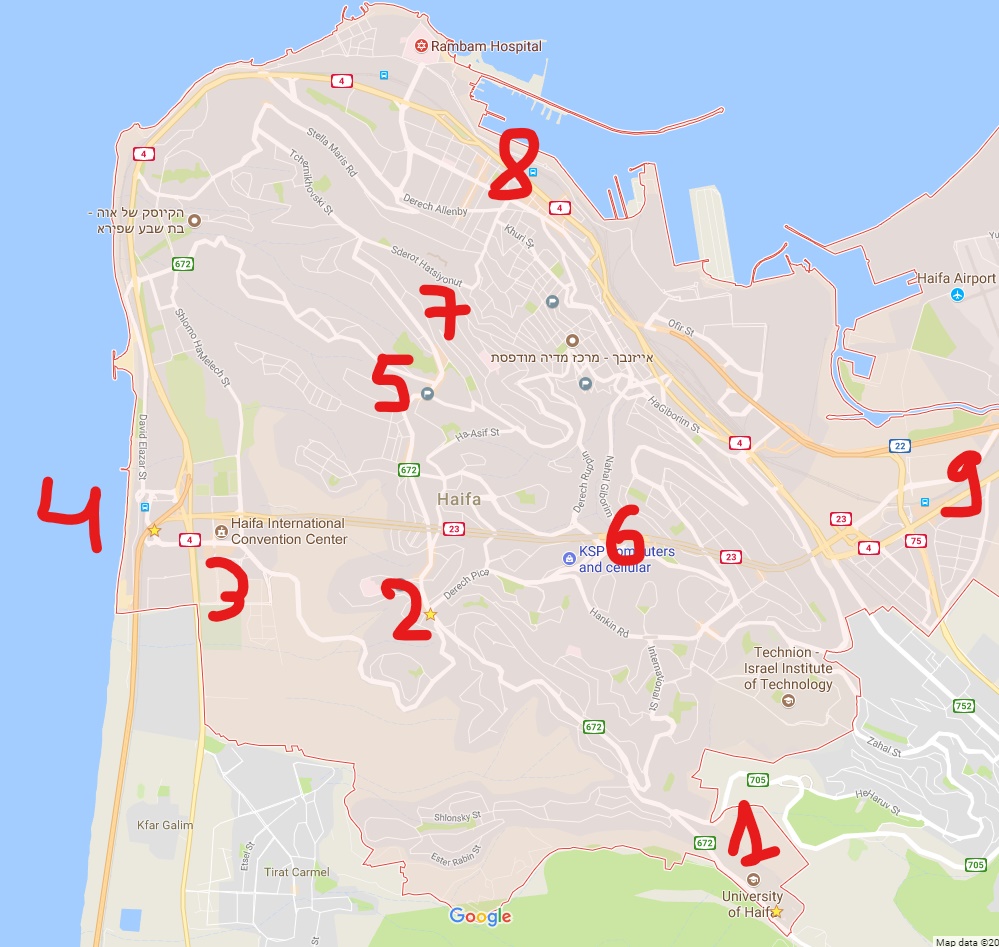 Rambam Hospital
4
4
Stella Maris Rd
Tchernikhovski St
8
Derech Allenby
4
הקיוסק של אוה -
בת שבע שפירא
Khuri St
672
Sderot Hatsiyonut
Haifa Airport
7
Ofir St
Shlomo HaMelech St
אייזנבך - מרכז מדיה מודפסת
5
HaGiborim St
Ha-Asif St
4
22
David Elazar St
672
Derech Rupin
Nahal Giborim
9
Haifa
4
23
Haifa International
Convention Center
23
6
4
4
75
KSP Computers
and cellular
23
3
2
Derech Pica
Hankin Rd
Technion -
Israel Institute
of Technology
International St
752
672
Zahal St
705
HeHaruv St
1
Kfar Galim
Shlonsky St
672
Etsel St
Ester Rabin St
705
Tirat Carmel
University
of Haifa
Google
Map data ©20